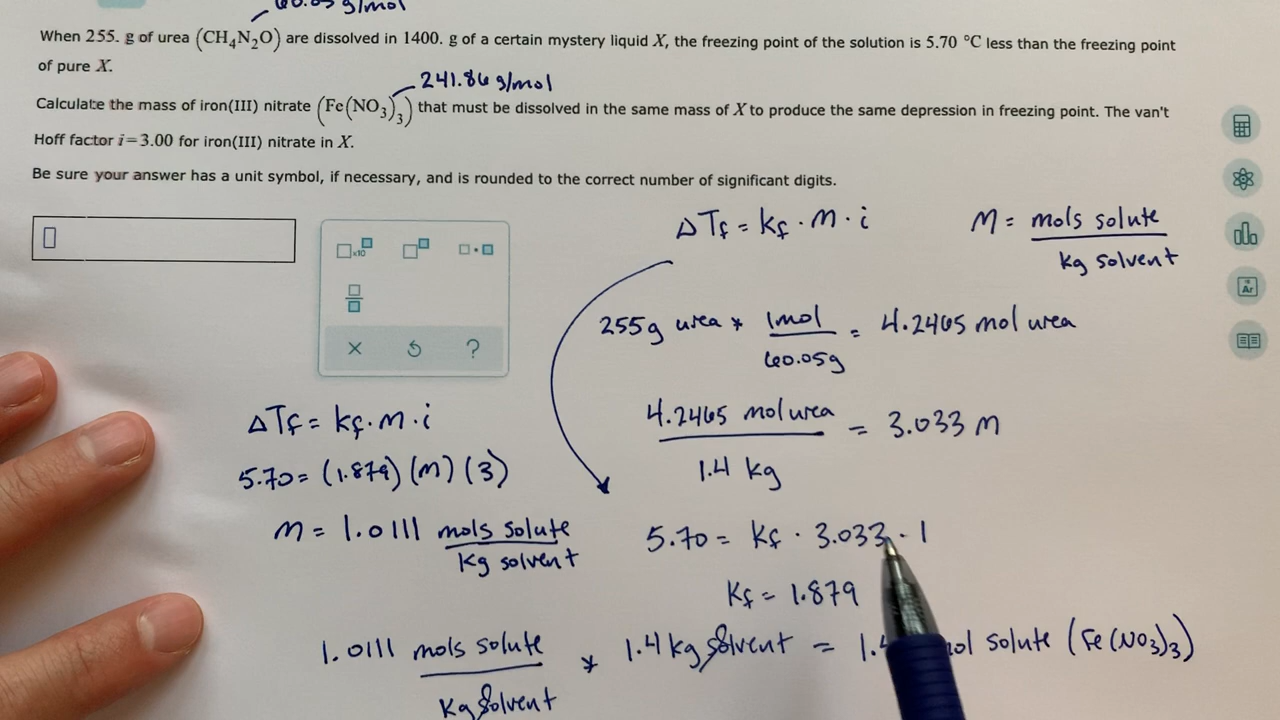 60.05 g/mol
When 255. g of urea (CH₄N₂O) are dissolved in 1400. g of a certain mystery liquid X, the freezing point of the solution is 5.70 °C less than the freezing point
of pure X.
241.86 g/mol
Calculate the mass of iron(III) nitrate (Fe(NO₃)₃) that must be dissolved in the same mass of X to produce the same depression in freezing point. The van't
Hoff factor i = 3.00 for iron(III) nitrate in X.
Be sure your answer has a unit symbol, if necessary, and is rounded to the correct number of significant digits.
x10
?
Ar
ΔTf = kf · m · i
m = mols solute / kg solvent
255g urea * 1mol / 60.05g = 4.2465 mol urea
4.2465 mol urea / 1.4 kg = 3.033 m
5.70 = kf · 3.033 · 1
kf = 1.879
ΔTf = kf · m · i
5.70 = (1.879) (m) (3)
m = 1.0111 mols solute / kg solvent
1.0111 mols solute / kg solvent * 1.4 kg solvent = solute (Fe(NO₃)₃)